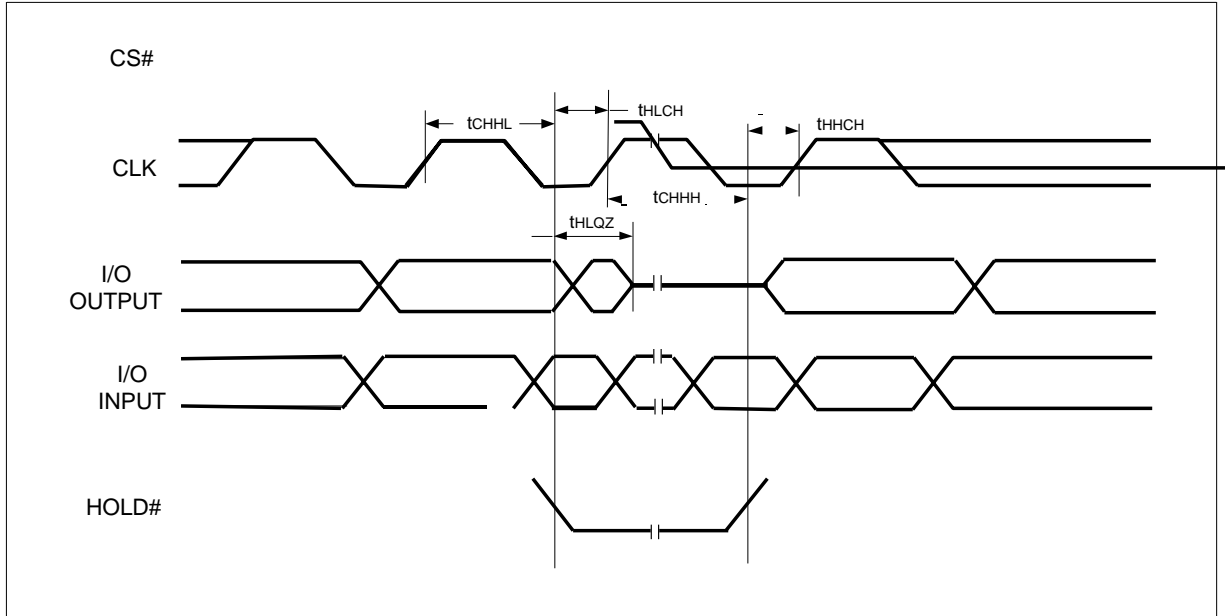 CS#
tCHHL
tHLCH
tHHCH
CLK
tCHHH
tHLQZ
I/O
OUTPUT
I/O
INPUT
HOLD#